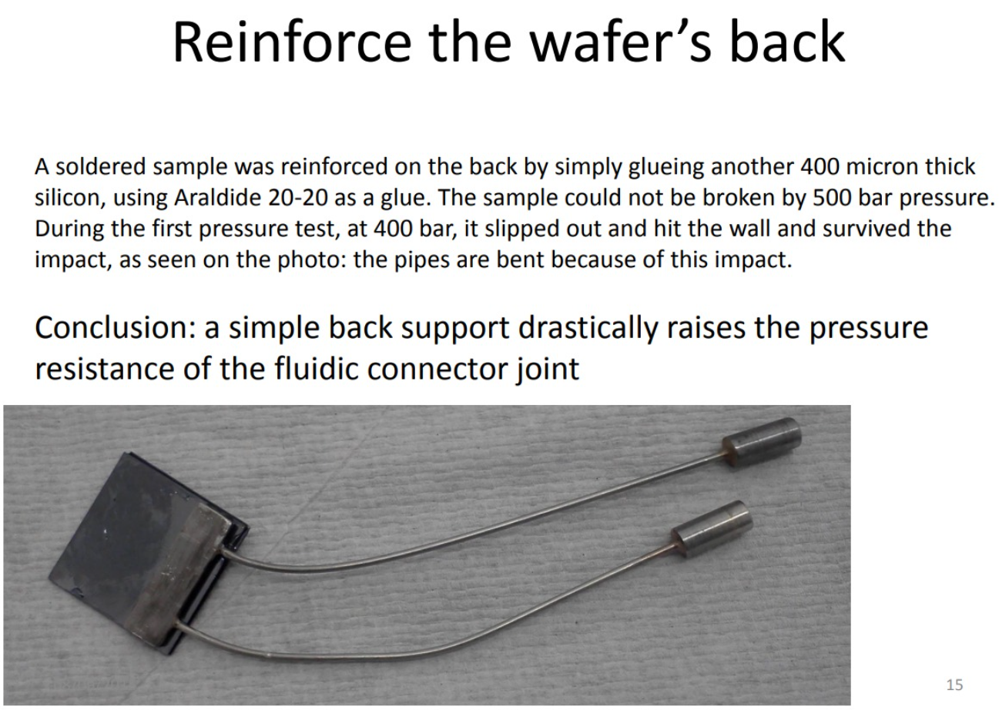 Reinforce the wafer’s back
A soldered sample was reinforced on the back by simply glueing another 400 micron thick
silicon, using Araldide 20-20 as a glue. The sample could not be broken by 500 bar pressure.
During the first pressure test, at 400 bar, it slipped out and hit the wall and survived the
impact, as seen on the photo: the pipes are bent because of this impact.
Conclusion: a simple back support drastically raises the pressure
resistance of the fluidic connector joint
15